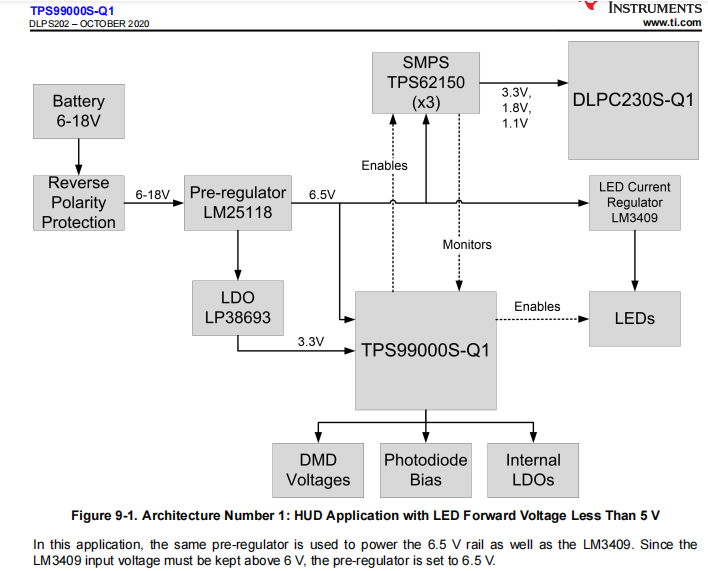 TPS99000S-Q1
DLPS202 – OCTOBER 2020
INSTRUMENTS
www.ti.com
SMPS
TPS62150
(x3)
3.3V,
1.8V,
1.1V
DLPC230S-Q1
Battery
6-18V
Enables
Reverse
Polarity
Protection
6-18V
Pre-regulator
LM25118
6.5V
LED Current
Regulator
LM3409
Monitors
LDO
LP38693
3.3V
TPS99000S-Q1
Enables
LEDs
DMD
Voltages
Photodiode
Bias
Internal
LDOs
Figure 9-1. Architecture Number 1: HUD Application with LED Forward Voltage Less Than 5 V
In this application, the same pre-regulator is used to power the 6.5 V rail as well as the LM3409. Since the
LM3409 input voltage must be kept above 6 V, the pre-regulator is set to 6.5 V.